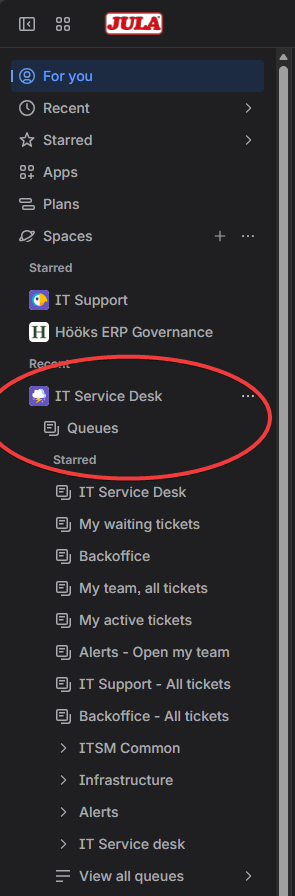 JULA
For you
Recent
Starred
Apps
Plans
Spaces
Starred
IT Support
H
Hööks ERP Governance
Recent
IT Service Desk
Queues
Starred
IT Service Desk
My waiting tickets
Backoffice
My team, all tickets
My active tickets
Alerts - Open my team
IT Support - All tickets
Backoffice - All tickets
ITSM Common
Infrastructure
Alerts
IT Service desk
View all queues